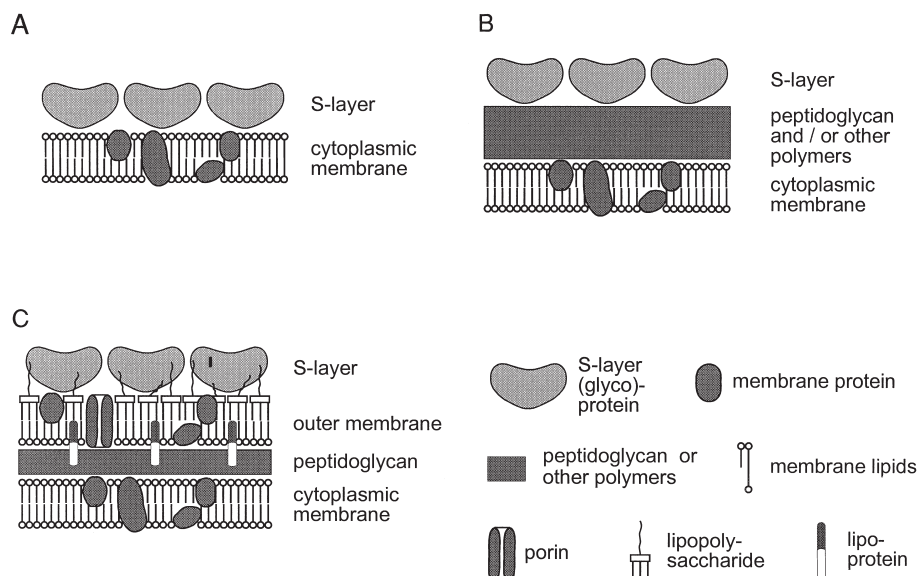 A
S-layer
cytoplasmic
membrane
B
S-layer
peptidoglycan
and / or other
polymers
cytoplasmic
membrane
C
S-layer
outer membrane
peptidoglycan
cytoplasmic
membrane
S-layer
(glyco)-
protein
membrane protein
peptidoglycan or
other polymers
membrane lipids
porin
lipopoly-
saccharide
lipo-
protein